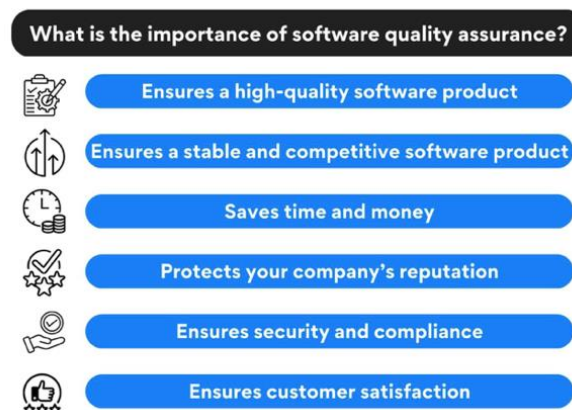 What is the importance of software quality assurance?
Ensures a high-quality software product
Ensures a stable and competitive software product
Saves time and money
Protects your company's reputation
Ensures security and compliance
Ensures customer satisfaction